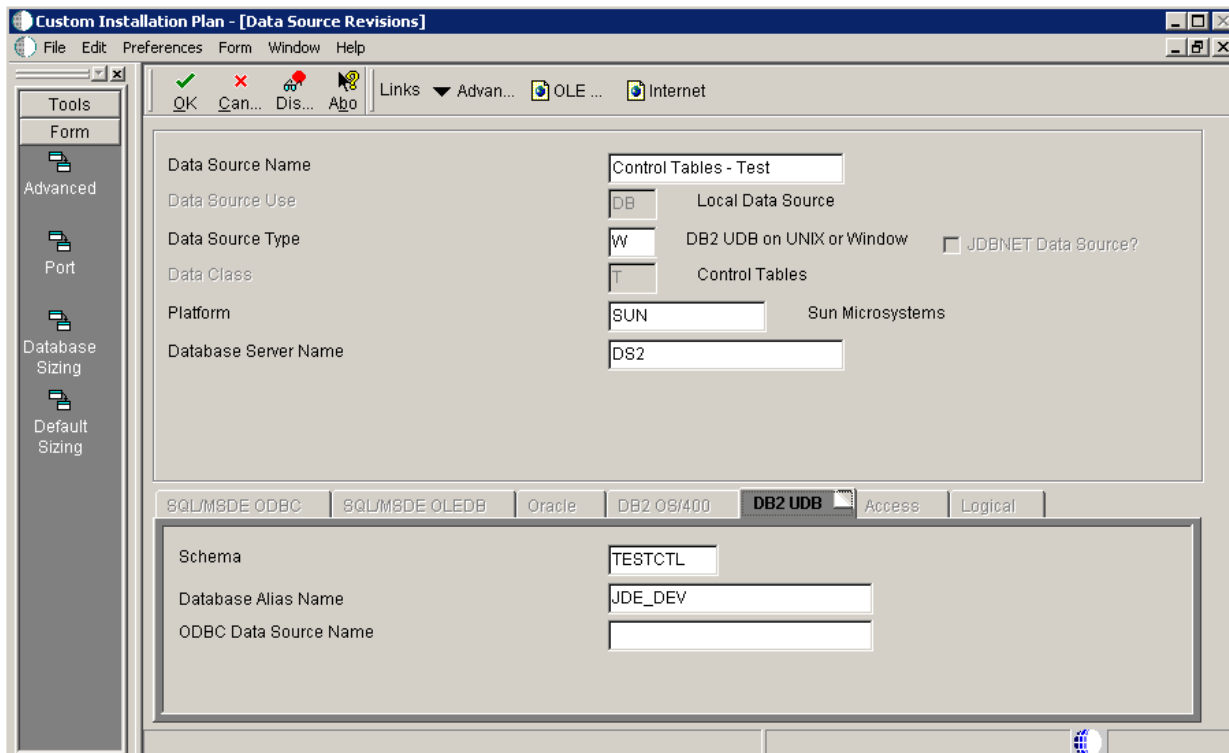 Custom Installation Plan - [Data Source Revisions]
File Edit Preferences Form Window Help
Tools
Form
Advanced
Port
Database
Sizing
Default
Sizing
OK Can... Dis... Abo Links Advan... OLE ... Internet
Data Source Name Control Tables - Test
Data Source Use DB Local Data Source
Data Source Type W DB2 UDB on UNIX or Window JDBNET Data Source?
Data Class T Control Tables
Platform SUN Sun Microsystems
Database Server Name DS2
SQL/MSDE ODBC SQL/MSDE OLEDB Oracle DB2 OS/400 DB2 UDB Access Logical
Schema TESTCTL
Database Alias Name JDE_DEV
ODBC Data Source Name